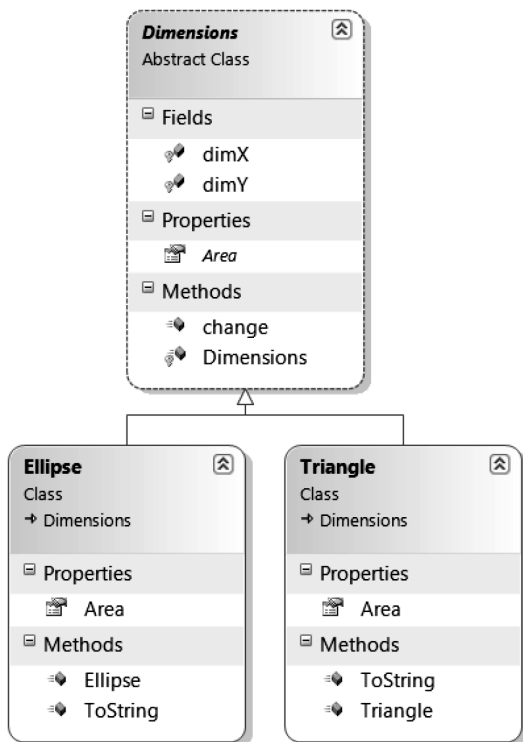 Dimensions
Abstract Class
Fields
dimX
dimY
Properties
Area
Methods
change
Dimensions
Ellipse
Class
Dimensions
Properties
Area
Methods
Ellipse
ToString
Triangle
Class
Dimensions
Properties
Area
Methods
ToString
Triangle